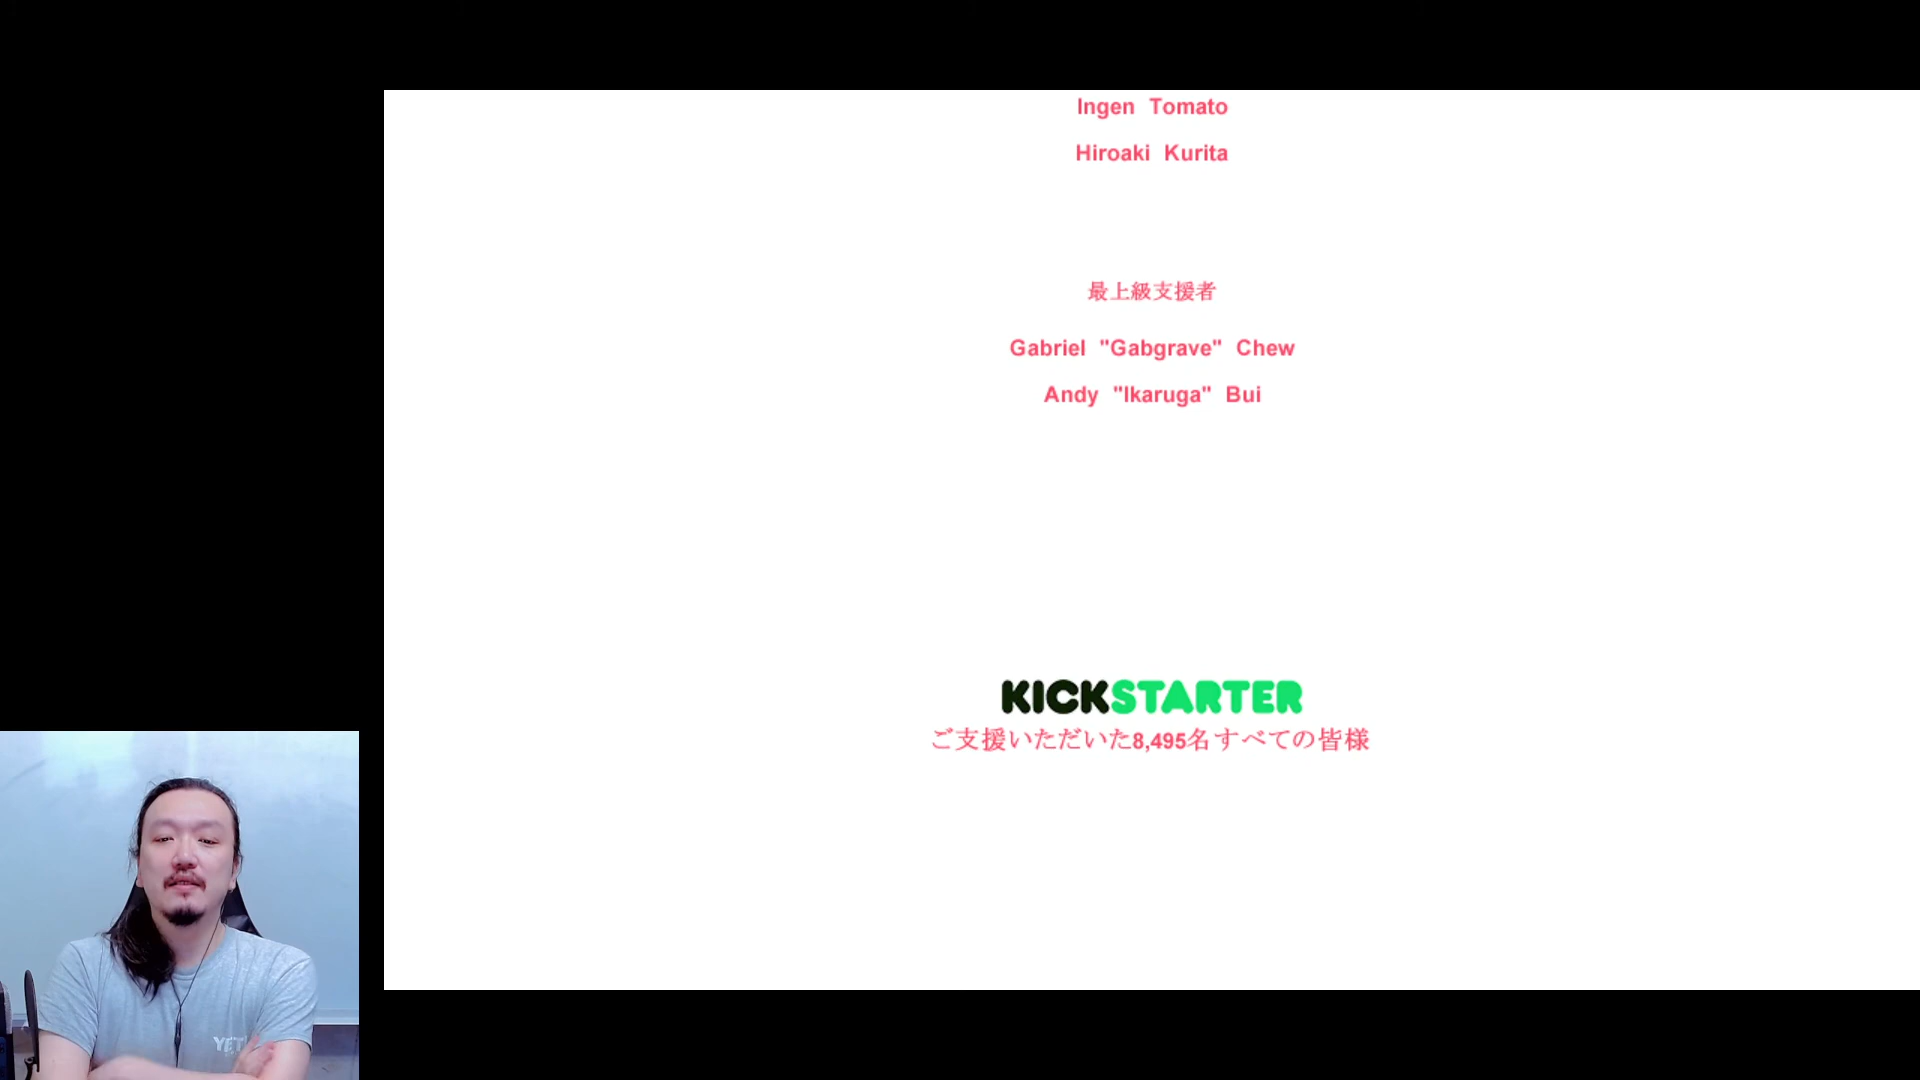 Ingen Tomato
Hiroaki Kurita
最上級支援者
Gabriel "Gabgrave" Chew
Andy "Ikaruga" Bui
KICKSTARTER
ご支援いただいた8,495名すべての皆様